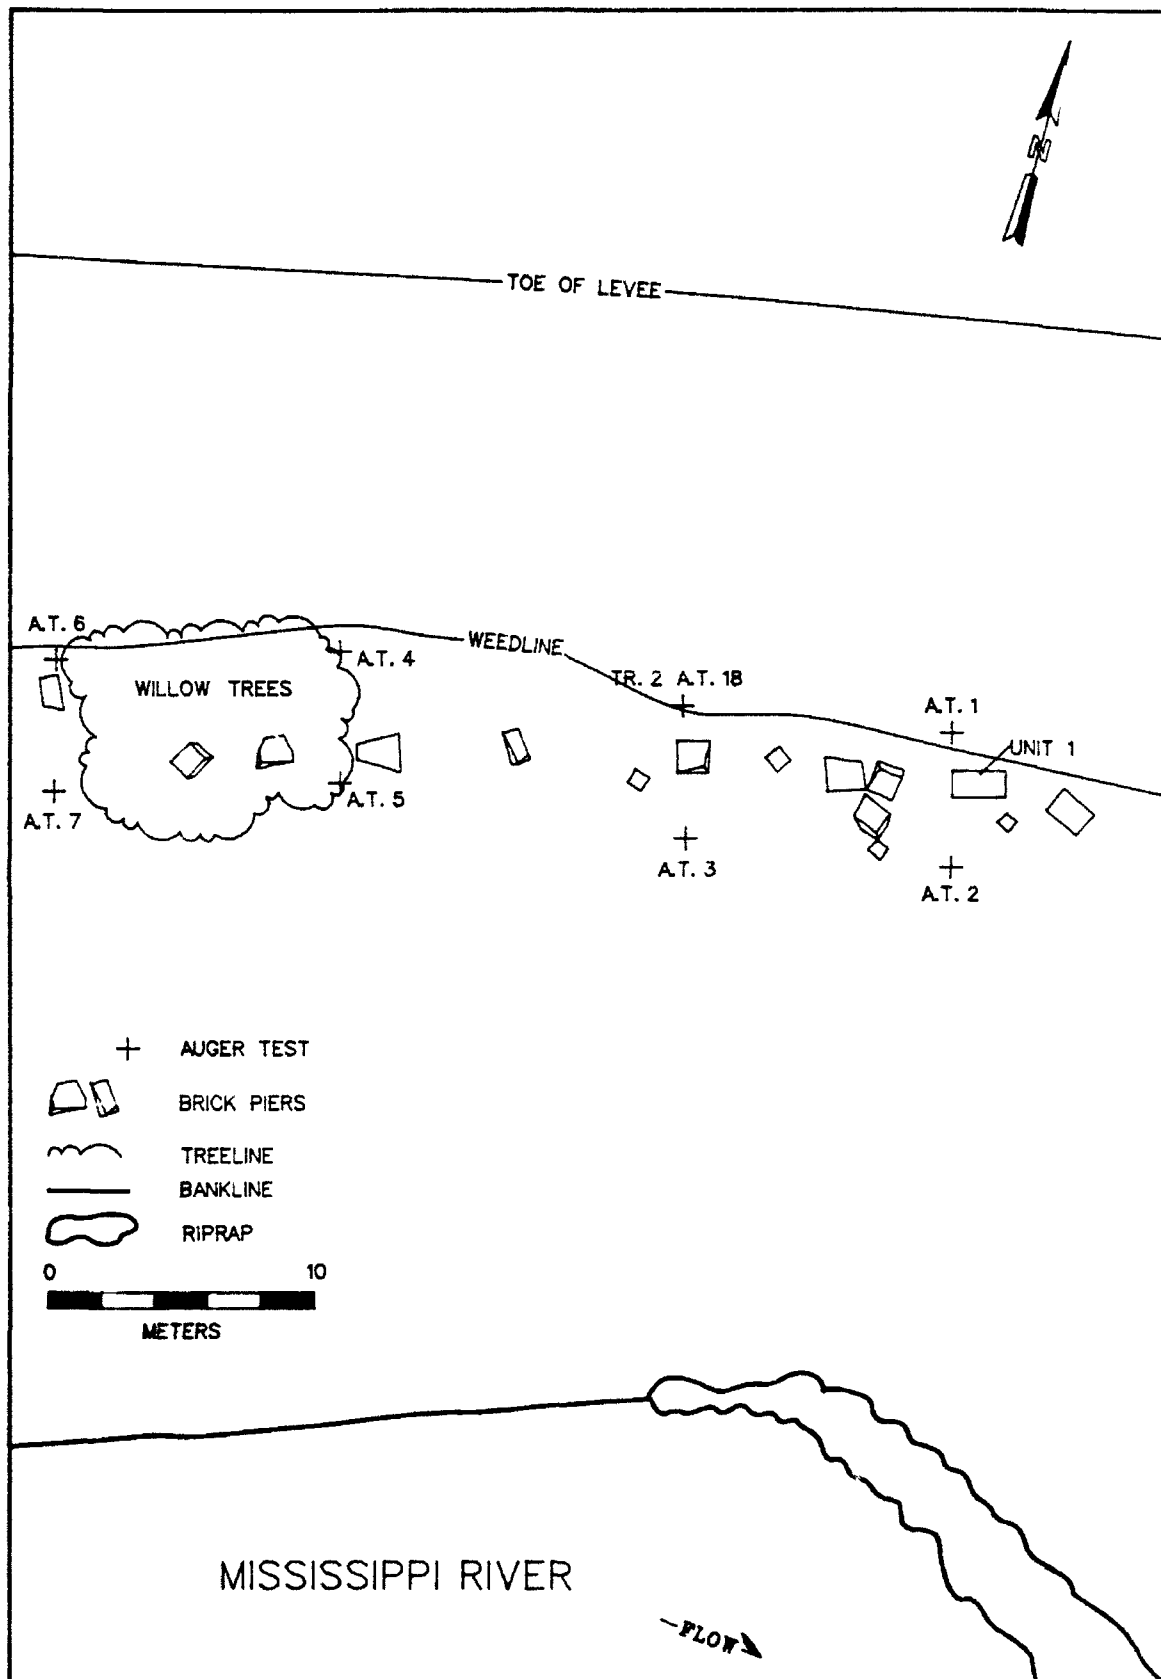 N
TOE OF LEVEE
A.T. 6
WEEDLINE
A.T. 4
WILLOW TREES
TR. 2 A.T. 18
A.T. 1
UNIT 1
A.T. 5
A.T. 7
A.T. 3
A.T. 2
AUGER TEST
BRICK PIERS
TREELINE
BANKLINE
RIPRAP
0 10
METERS
MISSISSIPPI RIVER
FLOW